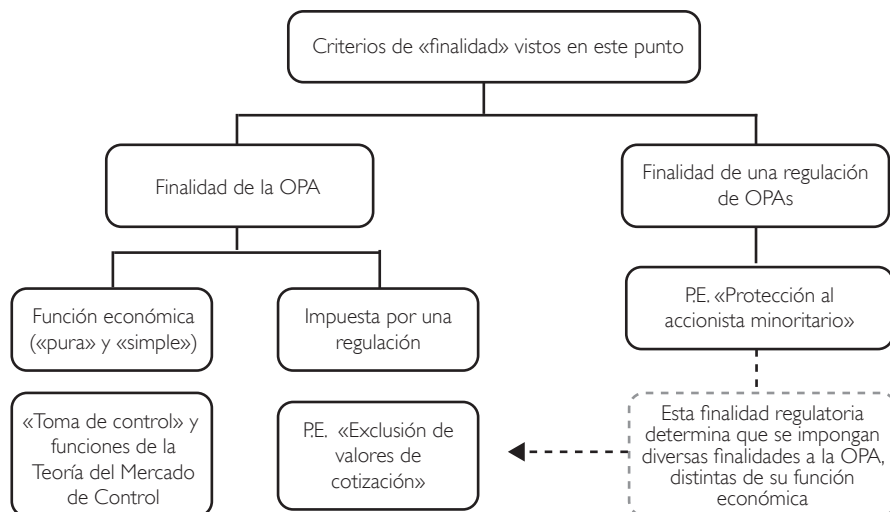 Criterios de «finalidad» vistos en este punto
Finalidad de la OPA
Finalidad de una regulación
de OPAs
Función económica
(«pura» y «simple»)
Impuesta por una
regulación
P.E. «Protección al
accionista minoritario»
«Toma de control» y
funciones de la
Teoría del Mercado
de Control
P.E. «Exclusión de
valores de
cotización»
Esta finalidad regulatoria
determina que se impongan
diversas finalidades a la OPA,
distintas de su función
económica